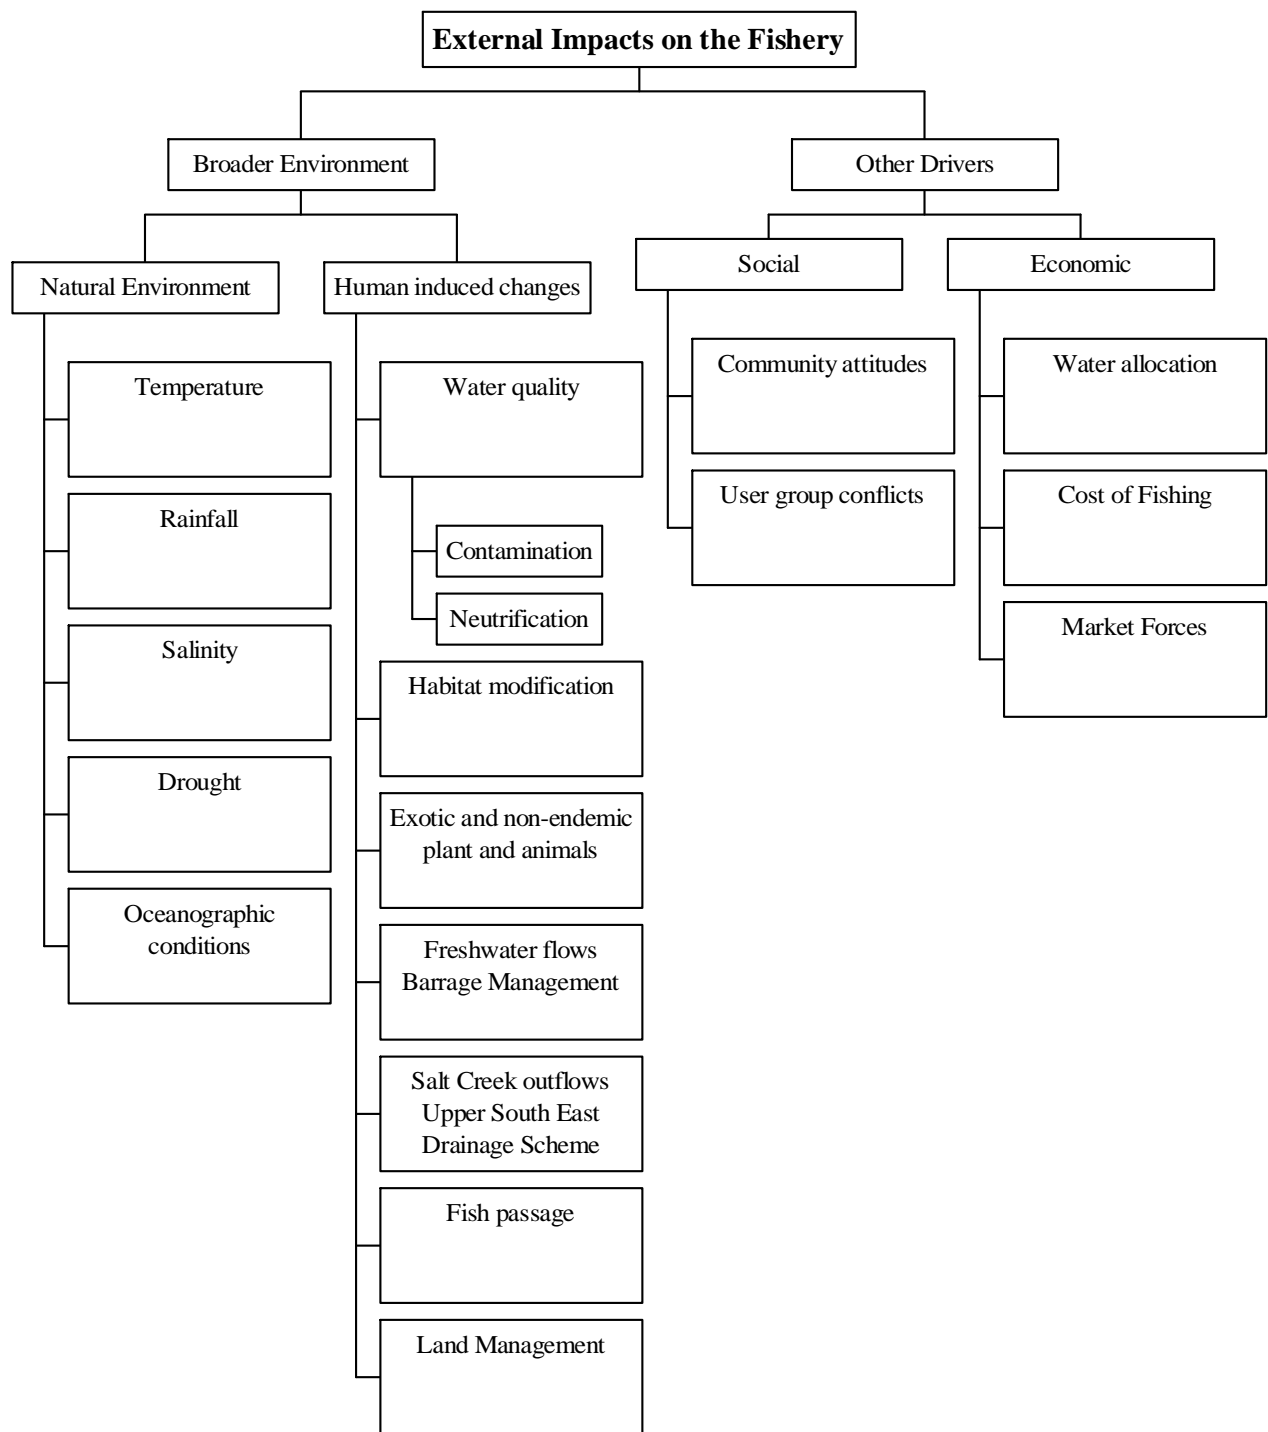 External Impacts on the Fishery
Broader Environment
Other Drivers
Natural Environment
Human induced changes
Social
Economic
Temperature
Rainfall
Salinity
Drought
Oceanographic
conditions
Water quality
Contamination
Neutrification
Habitat modification
Exotic and non-endemic
plant and animals
Freshwater flows
Barrage Management
Salt Creek outflows
Upper South East
Drainage Scheme
Fish passage
Land Management
Community attitudes
User group conflicts
Water allocation
Cost of Fishing
Market Forces